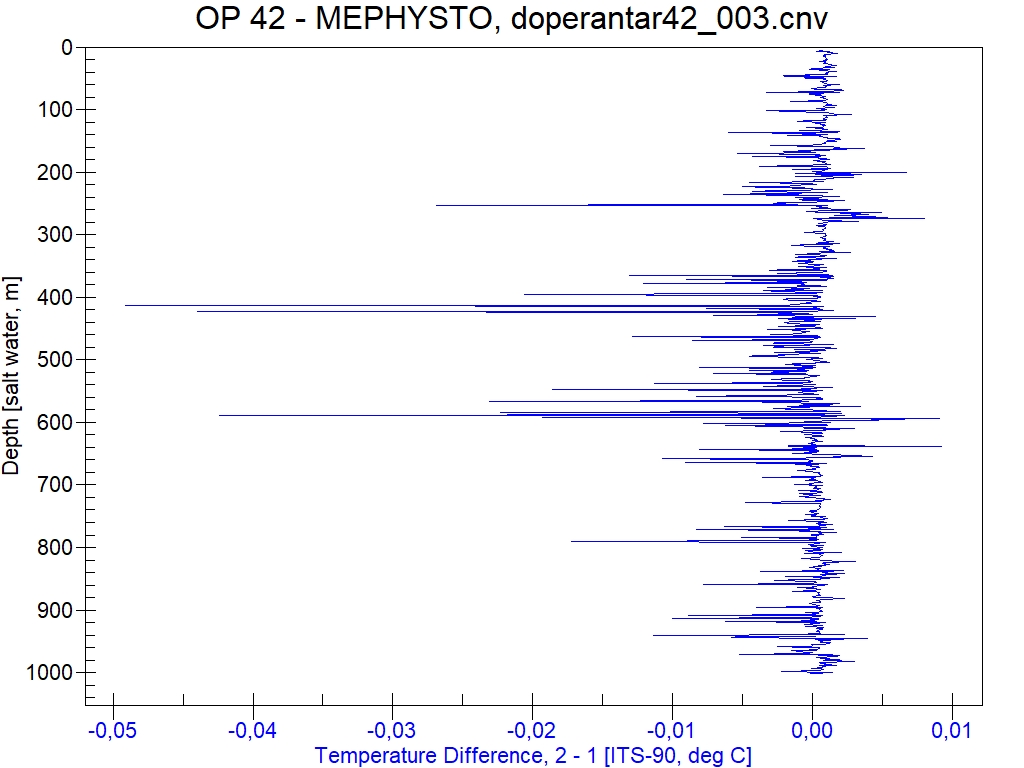 OP 42 - MEPHYSTO, doperantar42_003.cnv
0
100
200
300
400
500
600
700
800
900
1000
Depth [salt water, m]
-0,05 -0,04 -0,03 -0,02 -0,01 0,00 0,01
Temperature Difference, 2 - 1 [ITS-90, deg C]